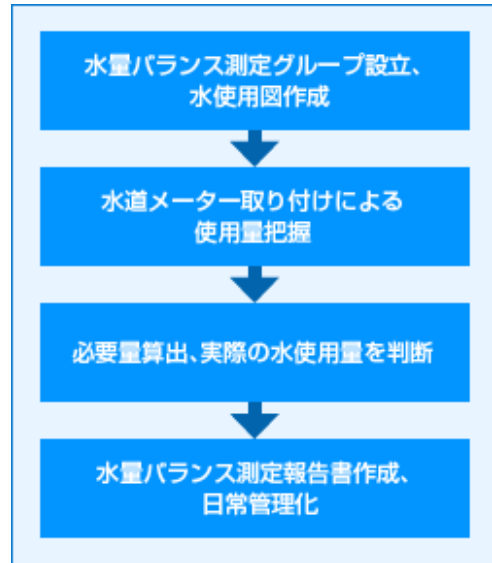 水量バランス測定グループ設立、
水使用図作成
水道メーター取り付けによる
使用量把握
必要量算出、実際の水使用量を判断
水量バランス測定報告書作成、
日常管理化